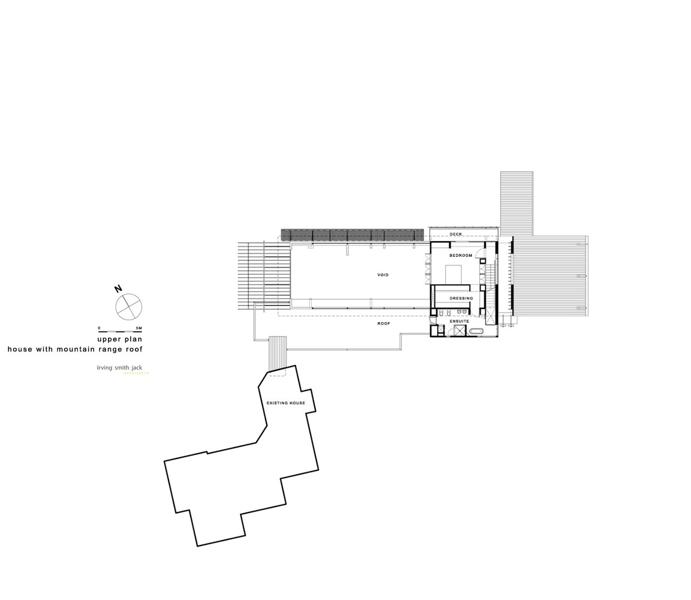 DECK
BEDROOM
VOID
DRESSING
ROOF
ENSUITE
N
0 5M
upper plan
house with mountain range roof
irving smith jack
EXISTING HOUSE